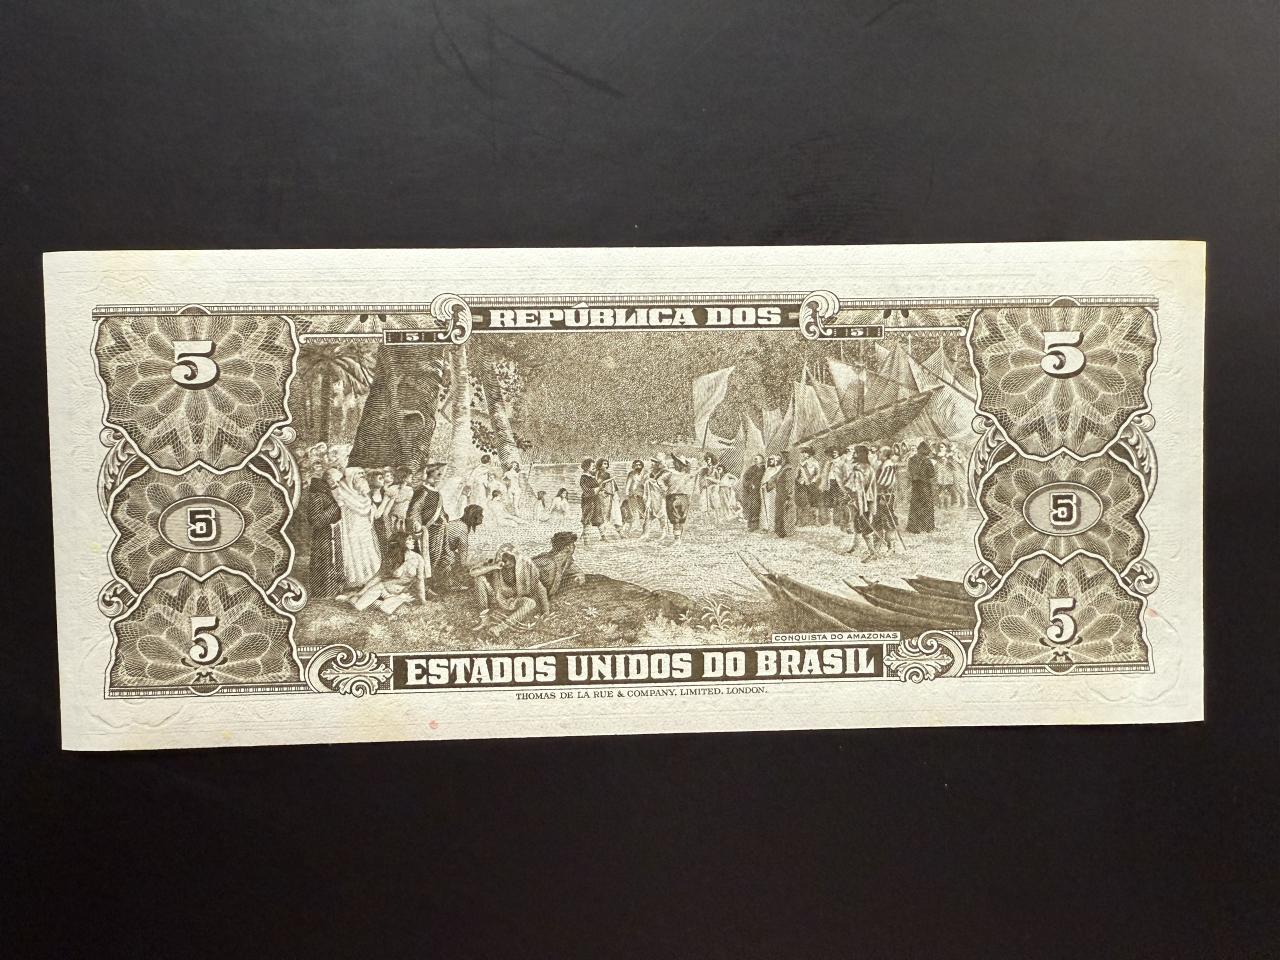 REPÚBLICA DOS
5 5
5 5
5 5
5 5
CONQUISTA DO AMAZONAS
ESTADOS UNIDOS DO BRASIL
THOMAS DE LA RUE & COMPANY, LIMITED, LONDON.